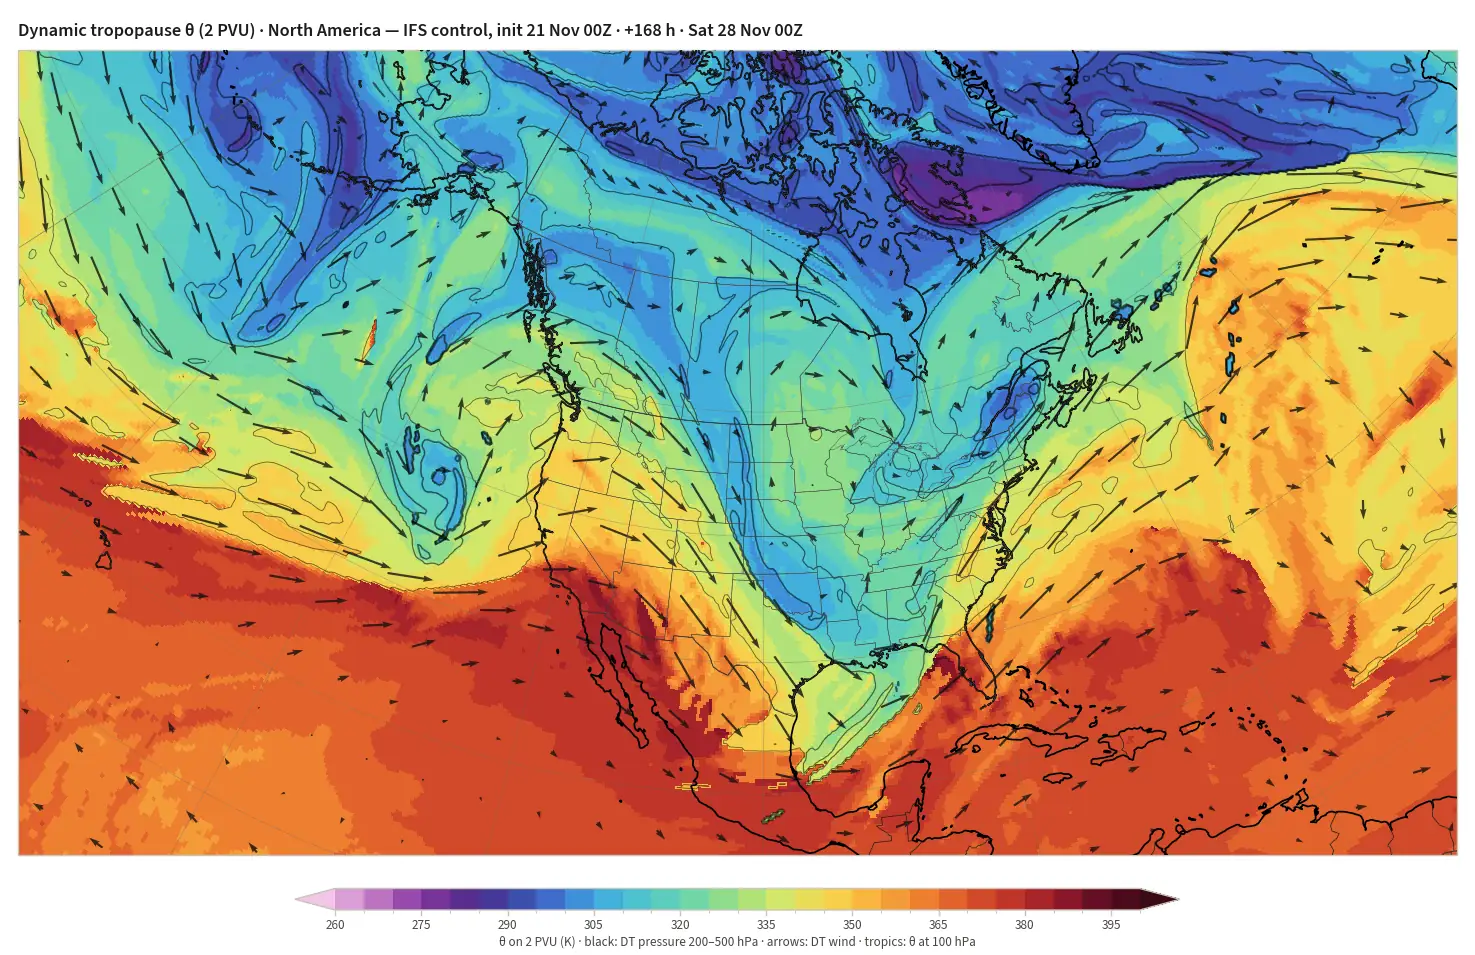 Dynamic tropopause θ (2 PVU) · North America — IFS control, init 21 Nov 00Z · +168 h · Sat 28 Nov 00Z
260 275 290 305 320 335 350 365 380 395
θ on 2 PVU (K) · black: DT pressure 200–500 hPa · arrows: DT wind · tropics: θ at 100 hPa